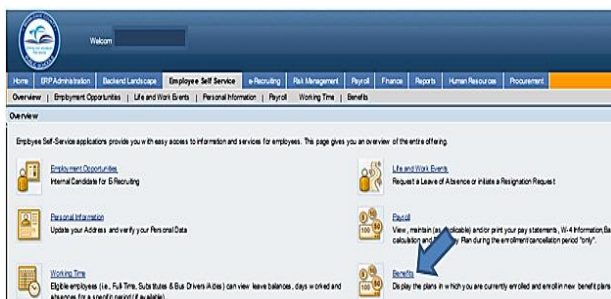 Welcom
Home ERP Administration Backend Landscape Employee Self Service e-Recruiting Risk Management Payroll Finance Reports Human Resources Procurement
Overview | Employment Opportunities | Life and Work Events | Personal Information | Payroll Working Time | Benefits
Overview
Employee Self-Service applications provide you with easy access to information and services for employees. This page gives you an overview of the entire offering.
Employment Opportunities
Internal Candidate for E-Recruiting
Life and Work Events
Request a Leave of Absence or initiate a Resignation Request
Personal Information
Update your Address and verify your Personal Data
Payroll
View, maintain (as applicable) and/or print your pay statements, W-4 Information, Ba
calculation and Plan during the enrollment/cancellation period "only".
Working Time
Eligible employees (i.e., Full-Time, Substitutes & Bus Drivers/Aides) can view leave balances, days worked and
absences for a specific period (if available)
Benefits
Display the plans in which you are currently enrolled and enroll in new benefit plans